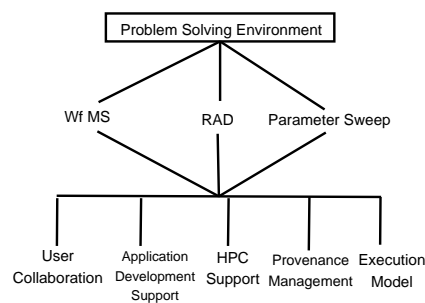 Problem Solving Environment
Wf MS
RAD
Parameter Sweep
User
Collaboration
Application
Development
Support
HPC
Support
Provenance
Management
Execution
Model